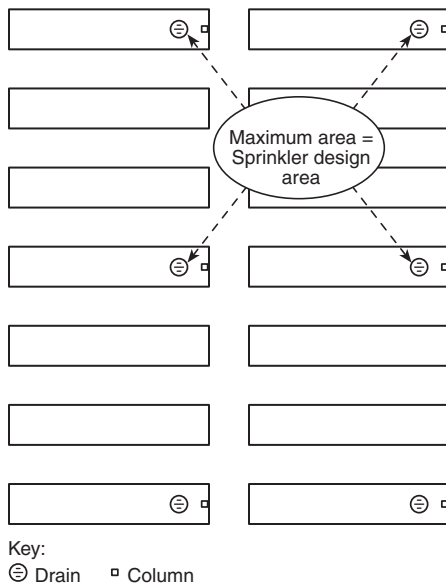 Maximum area =
Sprinkler design
area
Key:
Drain Column